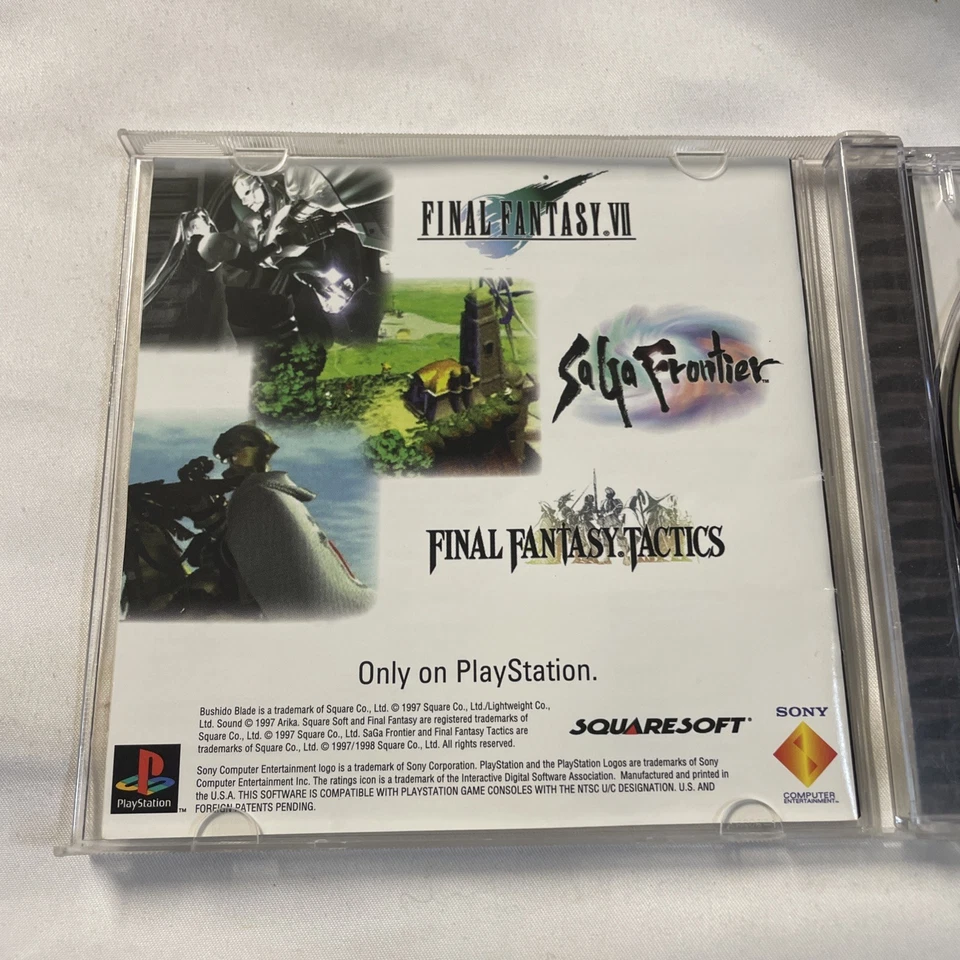 FINAL FANTASY® VII
SaGa Frontier™
FINAL FANTASY® TACTICS
Only on PlayStation.
Bushido Blade is a trademark of Square Co., Ltd. © 1997 Square Co., Ltd./Lightweight Co.,
Ltd. Sound © 1997 Arika. Square Soft and Final Fantasy are registered trademarks of
Square Co., Ltd. © 1997 Square Co., Ltd. SaGa Frontier and Final Fantasy Tactics are
trademarks of Square Co., Ltd. © 1997/1998 Square Co., Ltd. All rights reserved.
SQUARESOFT®
SONY
COMPUTER
ENTERTAINMENT™
PlayStation™
Sony Computer Entertainment logo is a trademark of Sony Corporation. PlayStation and the PlayStation Logos are trademarks of Sony
Computer Entertainment Inc. The ratings icon is a trademark of the Interactive Digital Software Association. Manufactured and printed in
the U.S.A. THIS SOFTWARE IS COMPATIBLE WITH PLAYSTATION GAME CONSOLES WITH THE NTSC U/C DESIGNATION. U.S. AND
FOREIGN PATENTS PENDING.